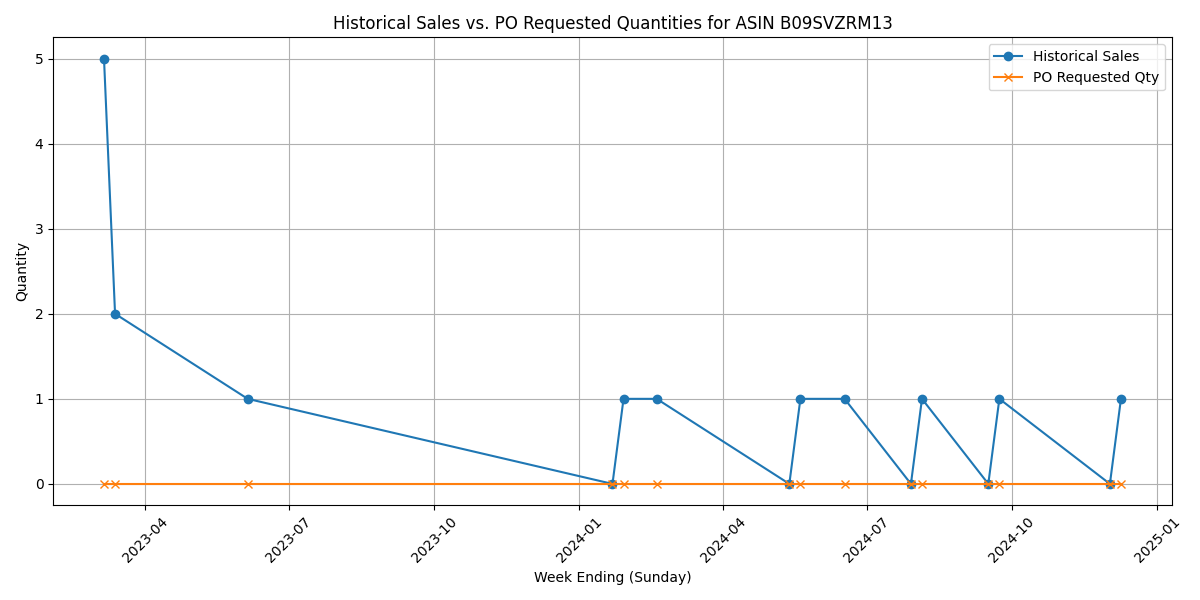 Historical Sales vs. PO Requested Quantities for ASIN B09SVZRM13
Historical Sales
PO Requested Qty
Quantity
5
4
3
2
1
0
2023-04
2023-07
2023-10
2024-01
2024-04
2024-07
2024-10
2025-01
Week Ending (Sunday)